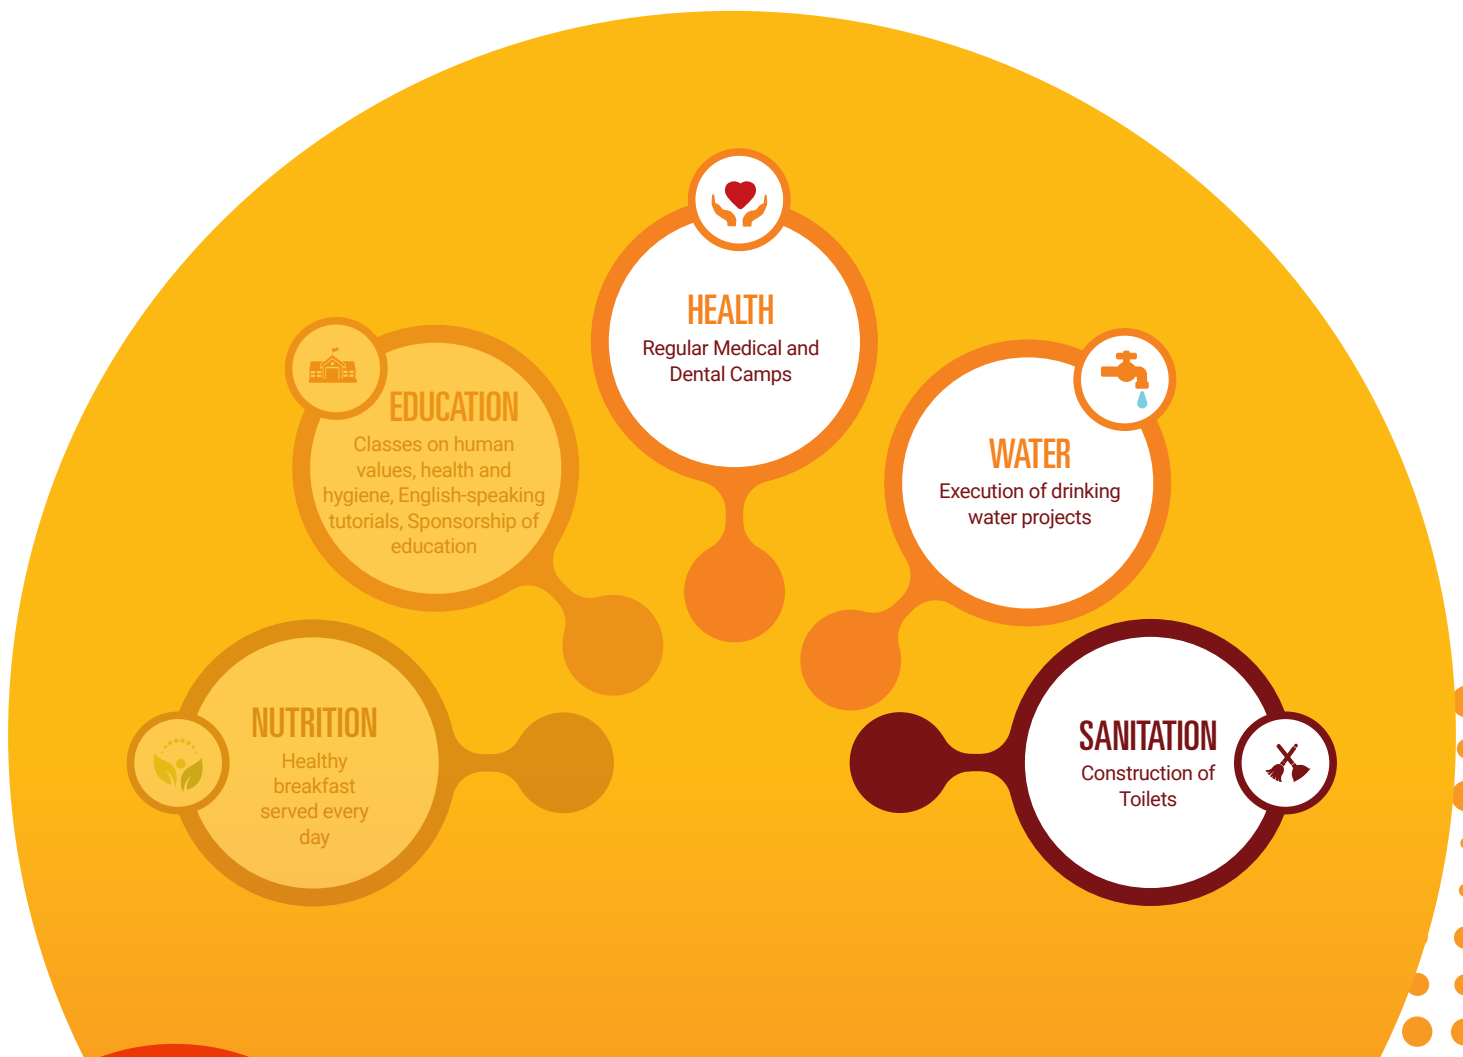 HEALTH
Regular Medical and
Dental Camps
EDUCATION
Classes on human
values, health and
hygiene, English-speaking
tutorials, Sponsorship of
education
WATER
Execution of drinking
water projects
NUTRITION
Healthy
breakfast
served every
day
SANITATION
Construction of
Toilets